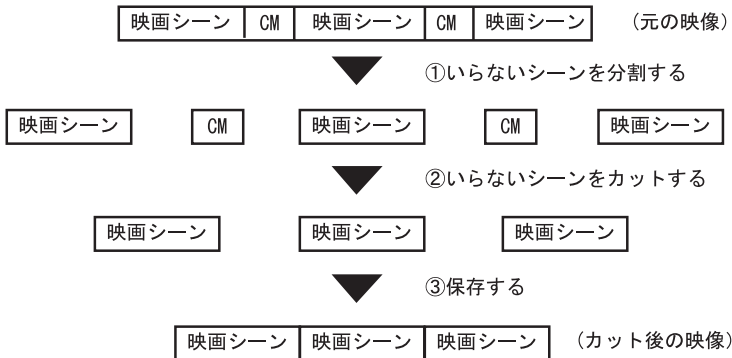 映画シーン CM 映画シーン CM 映画シーン (元の映像)
①いらないシーンを分割する
映画シーン CM 映画シーン CM 映画シーン
②いらないシーンをカットする
映画シーン 映画シーン 映画シーン
③保存する
映画シーン 映画シーン 映画シーン (カット後の映像)